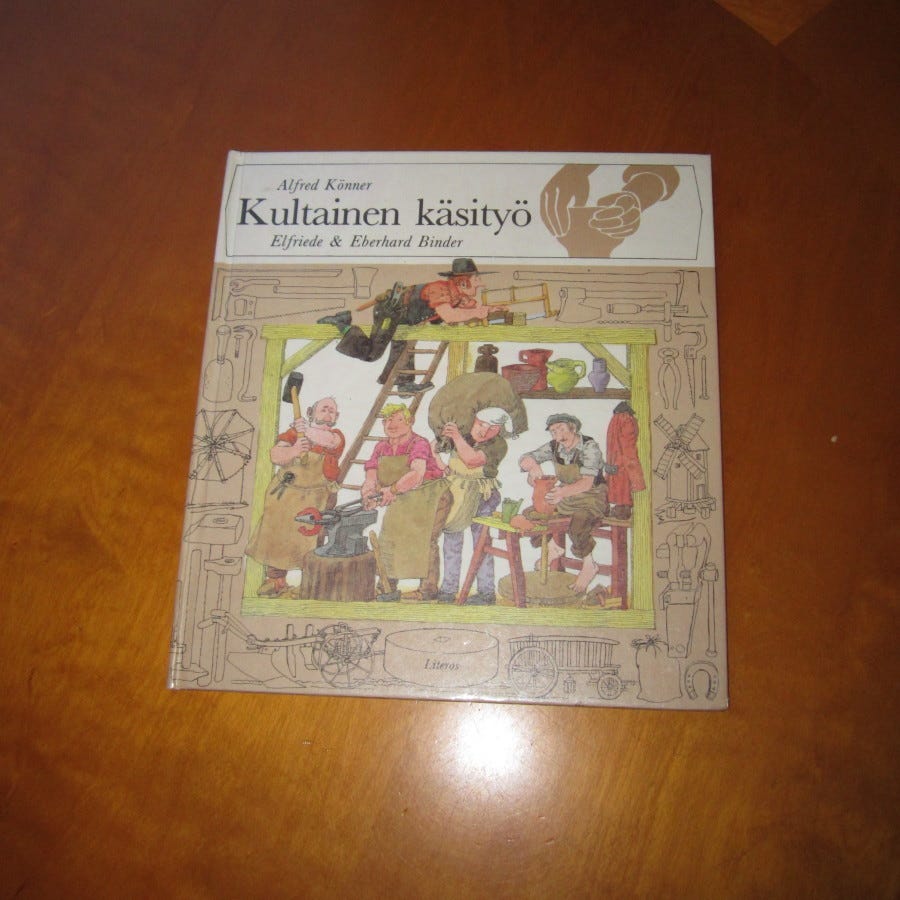 Alfred Könner
Kultainen käsityö
Elfriede & Eberhard Binder
Literos